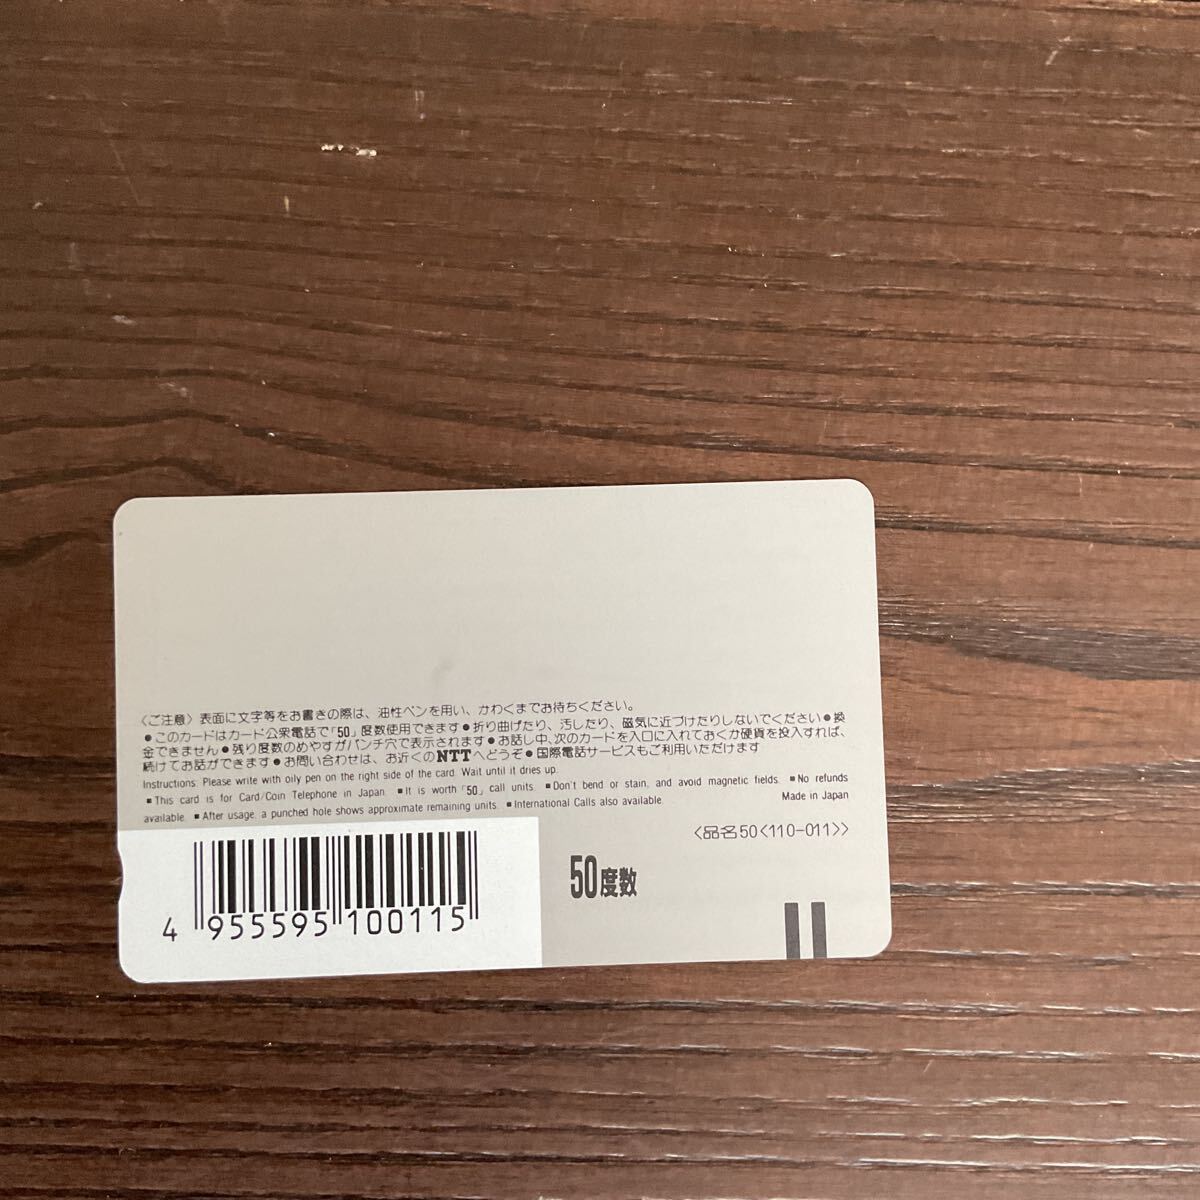 〈ご注意〉表面に文字等をお書きの際は、油性ペンを用い、かわくまでお待ちください。
●このカードはカード公衆電話で「50」度数使用できます●折り曲げたり、汚したり、磁気に近づけたりしないでください●換
金できません●残り度数のめやすがパンチ穴で表示されます●お話し中、次のカードを入口に入れておくか硬貨を投入すれば、
続けてお話ができます●お問い合わせは、お近くのNTTへどうぞ●国際電話サービスもご利用いただけます
Instructions: Please write with oily pen on the right side of the card. Wait until it dries up.
■This card is for Card/Coin Telephone in Japan. ■It is worth「50」call units. ■Don't bend or stain, and avoid magnetic fields. ■No refunds
available. ■After usage, a punched hole shows approximate remaining units. ■International Calls also available.
Made in Japan
〈品名50〈110-011〉〉
50度数
4 955595 100115